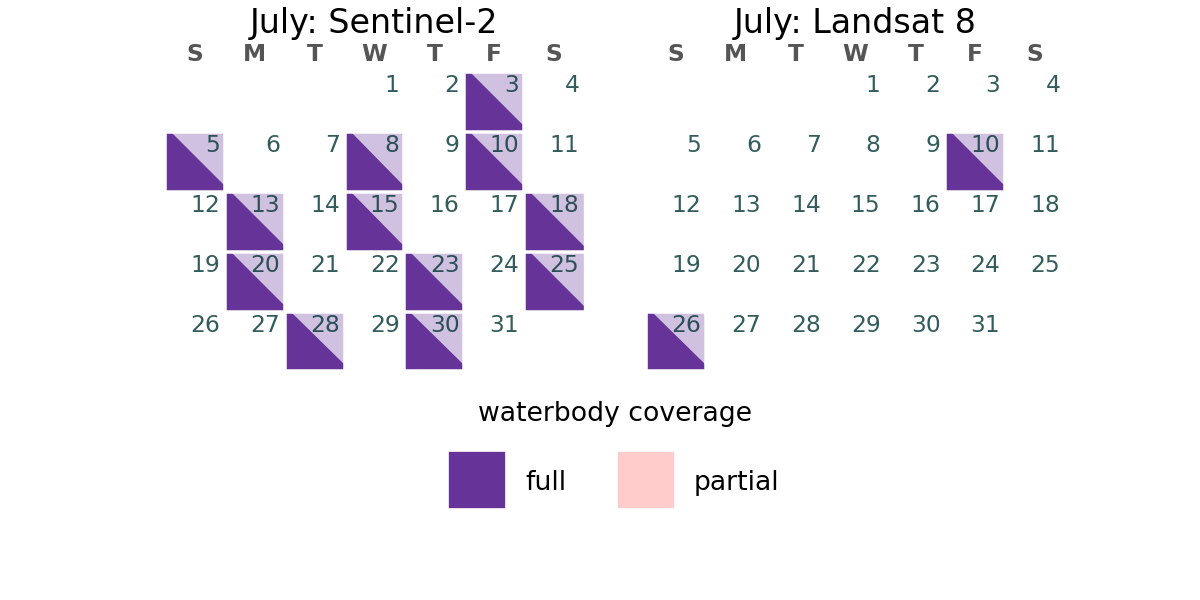 July: Sentinel-2
S M T W T F S
1 2 3 4
5 6 7 8 9 10 11
12 13 14 15 16 17 18
19 20 21 22 23 24 25
26 27 28 29 30 31
July: Landsat 8
S M T W T F S
1 2 3 4
5 6 7 8 9 10 11
12 13 14 15 16 17 18
19 20 21 22 23 24 25
26 27 28 29 30 31
waterbody coverage
full partial